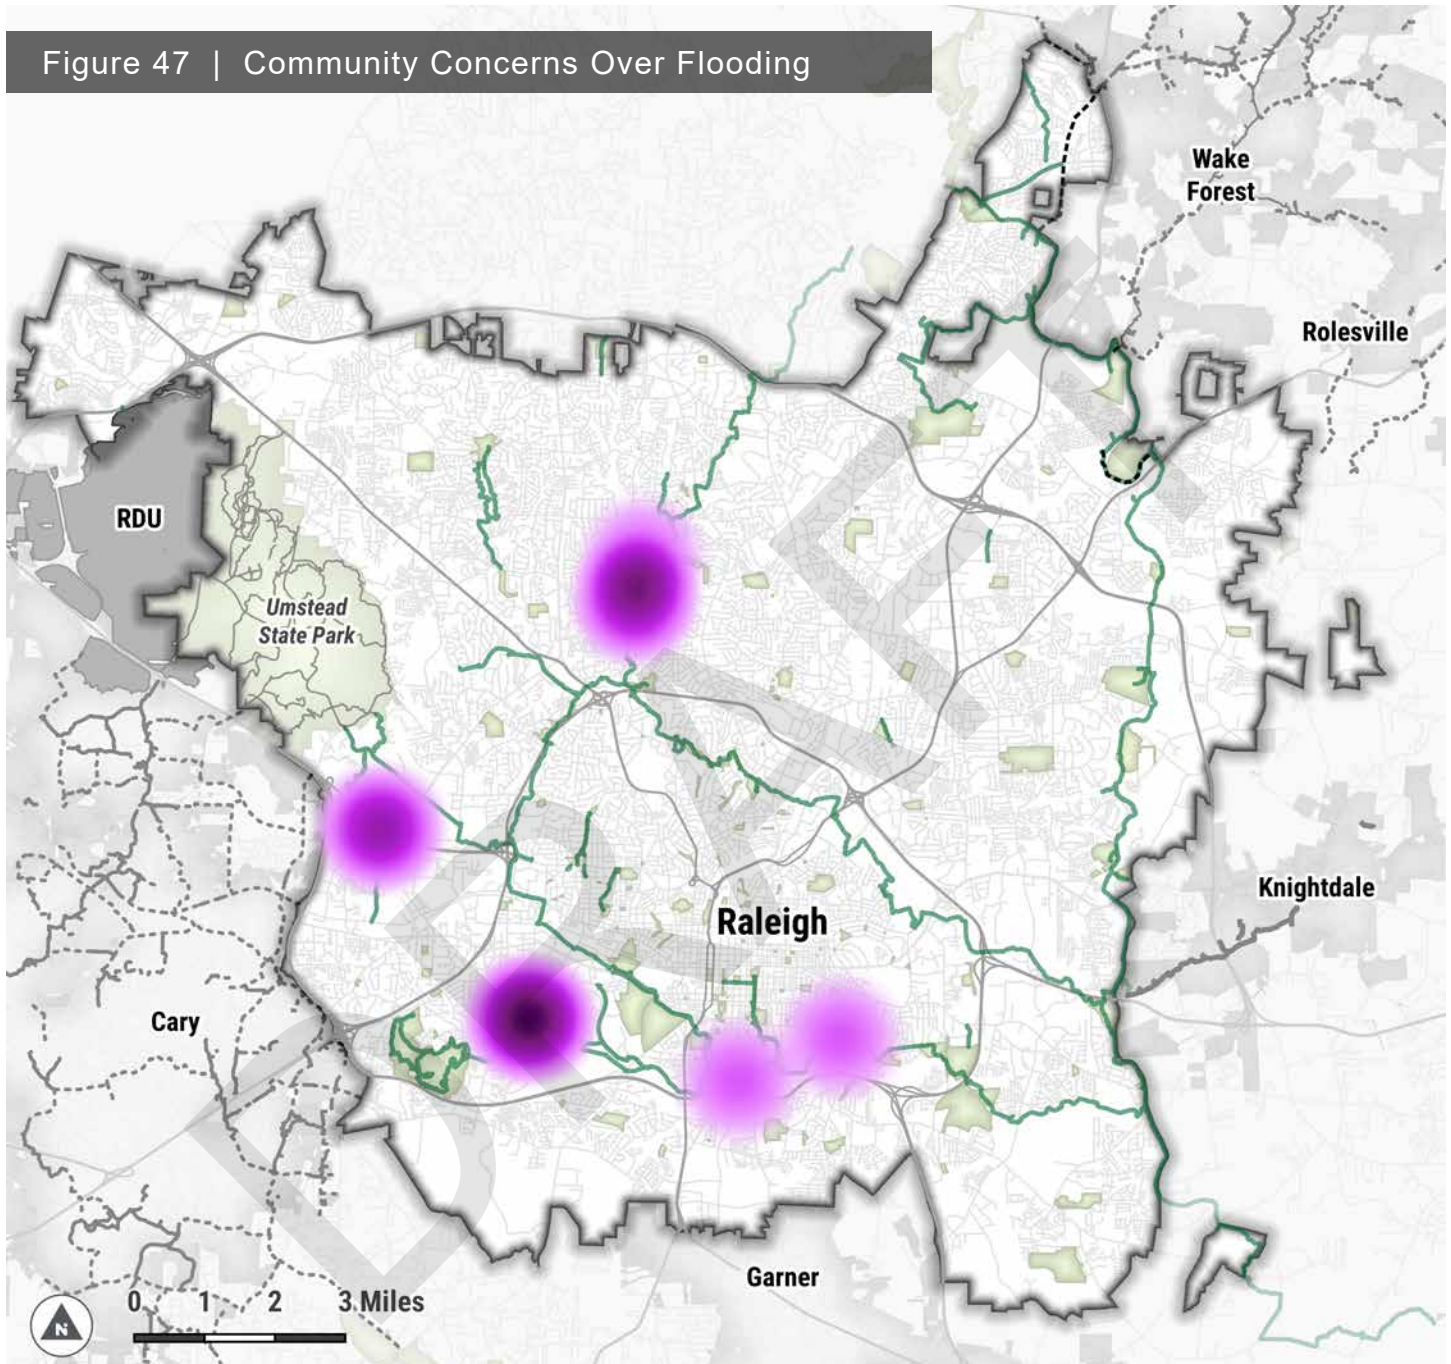 Figure 47 | Community Concerns Over Flooding
Wake
Forest
Rolesville
RDU
Umstead
State Park
Knightdale
Raleigh
Cary
Garner
0 1 2 3 Miles
N
DRAFT